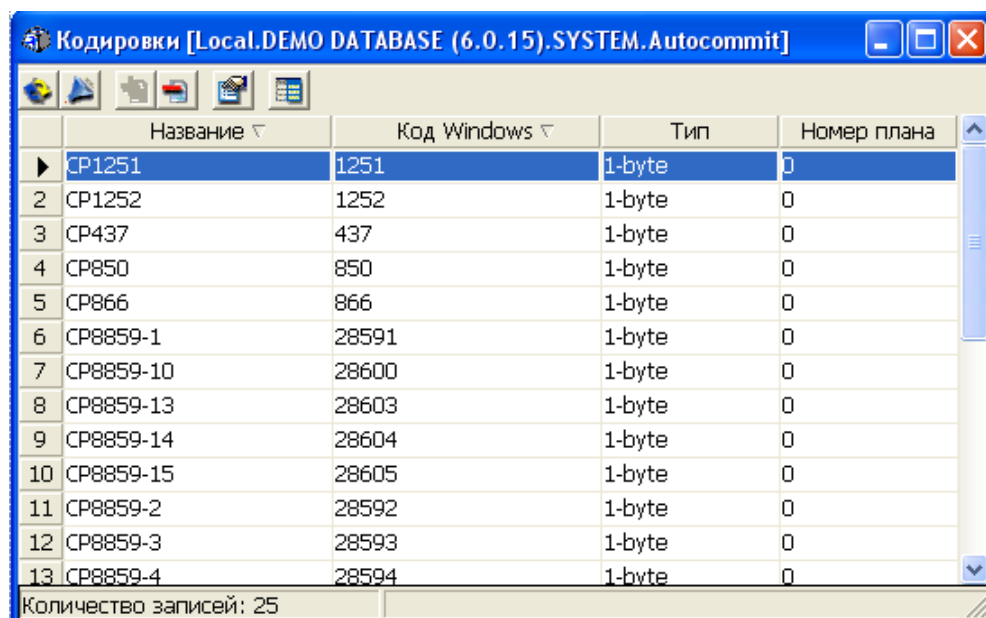 Кодировки [Local.DEMO DATABASE (6.0.15).SYSTEM.Autocommit]
Название Код Windows Тип Номер плана
CP1251 1251 1-byte 0
2 CP1252 1252 1-byte 0
3 CP437 437 1-byte 0
4 CP850 850 1-byte 0
5 CP866 866 1-byte 0
6 CP8859-1 28591 1-byte 0
7 CP8859-10 28600 1-byte 0
8 CP8859-13 28603 1-byte 0
9 CP8859-14 28604 1-byte 0
10 CP8859-15 28605 1-byte 0
11 CP8859-2 28592 1-byte 0
12 CP8859-3 28593 1-byte 0
13 CP8859-4 28594 1-byte 0
Количество записей: 25